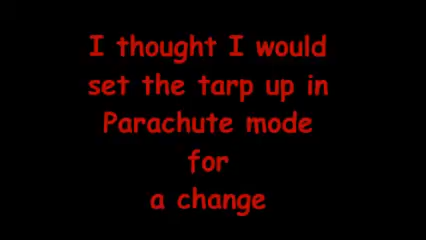 I thought I would
set the tarp up in
Parachute mode
for
a change